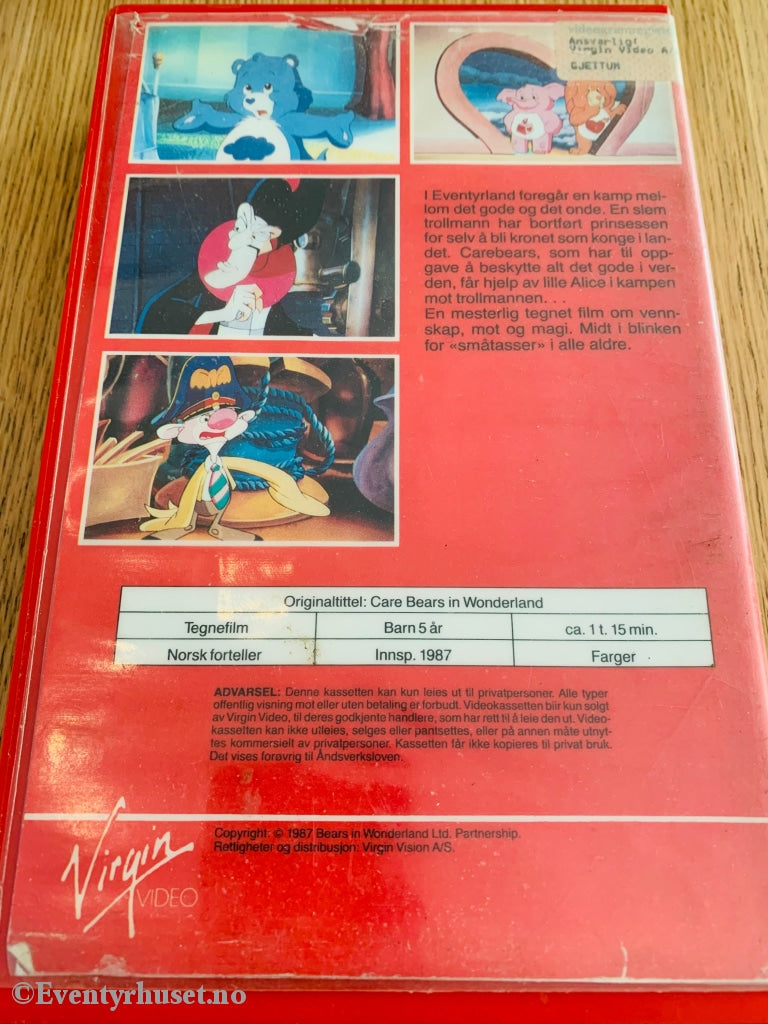 videogramregine
Ansvarlig:
Virgin Video A/
GJETTUM
I Eventyrland foregår en kamp mel-
lom det gode og det onde. En slem
trollmann har bortført prinsessen
for selv å bli kronet som konge i lan-
det. Carebears, som har til opp-
gave å beskytte alt det gode i ver-
den, får hjelp av lille Alice i kampen
mot trollmannen. . .
En mesterlig tegnet film om venn-
skap, mot og magi. Midt i blinken
for «småtasser» i alle aldre.
Originaltittel: Care Bears in Wonderland
Tegnefilm Barn 5 år ca. 1 t. 15 min.
Norsk forteller Innsp. 1987 Farger
ADVARSEL: Denne kassetten kan kun leies ut til privatpersoner. Alle typer
offentlig visning mot eller uten betaling er forbudt. Videokassetten blir kun solgt
av Virgin Video, til deres godkjente handlere, som har rett til å leie den ut. Video-
kassetten kan ikke utleies, selges eller pantsettes, eller på annen måte utnyt-
tes kommersielt av privatpersoner. Kassetten får ikke kopieres til privat bruk.
Det vises forøvrig til Åndsverksloven.
Copyright: © 1987 Bears in Wonderland Ltd. Partnership.
Rettigheter og distribusjon: Virgin Vision A/S.
Virgin
VIDEO
©Eventyrhuset.no